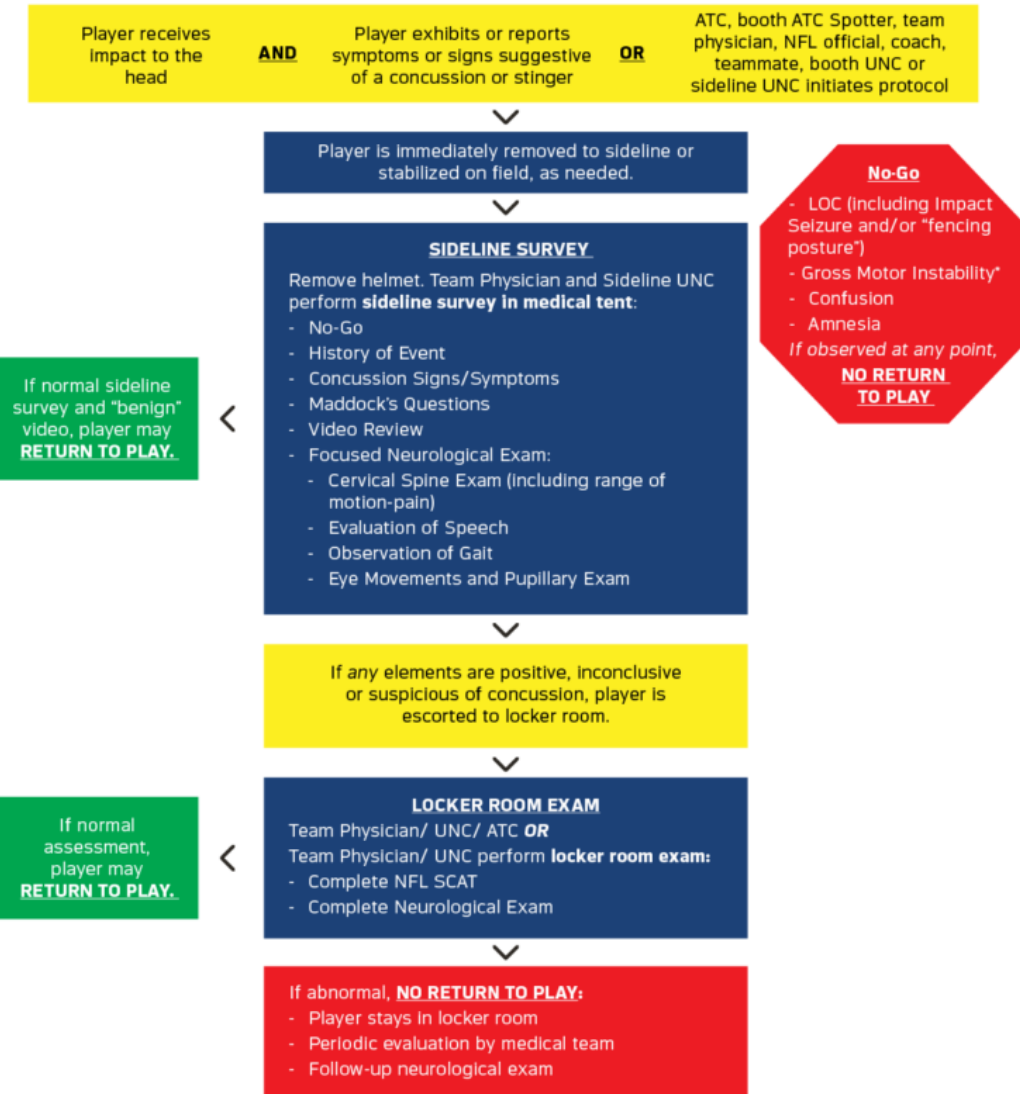 Player receives
impact to the
head
AND
Player exhibits or reports
symptoms or signs suggestive
of a concussion or stinger
OR
ATC, booth ATC Spotter, team
physician, NFL official, coach,
teammate, booth UNC or
sideline UNC initiates protocol
Player is immediately removed to sideline or
stabilized on field, as needed.
No-Go
- LOC (including Impact
Seizure and/or "fencing
posture")
- Gross Motor Instability*
- Confusion
- Amnesia
If observed at any point,
NO RETURN
TO PLAY
SIDELINE SURVEY
Remove helmet. Team Physician and Sideline UNC
perform sideline survey in medical tent:
- No-Go
- History of Event
- Concussion Signs/Symptoms
- Maddock's Questions
- Video Review
- Focused Neurological Exam:
- Cervical Spine Exam (including range of
motion-pain)
- Evaluation of Speech
- Observation of Gait
- Eye Movements and Pupillary Exam
If normal sideline
survey and "benign"
video, player may
RETURN TO PLAY.
If any elements are positive, inconclusive
or suspicious of concussion, player is
escorted to locker room.
LOCKER ROOM EXAM
Team Physician/ UNC/ ATC OR
Team Physician/ UNC perform locker room exam:
- Complete NFL SCAT
- Complete Neurological Exam
If normal
assessment,
player may
RETURN TO PLAY.
If abnormal, NO RETURN TO PLAY:
- Player stays in locker room
- Periodic evaluation by medical team
- Follow-up neurological exam